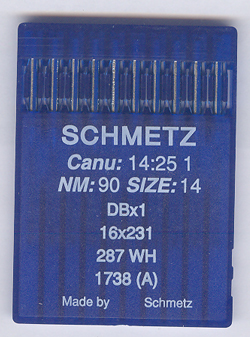 SCHMETZ
Canu: 14:25 1
NM: 90 SIZE: 14
DBx1
16x231
287 WH
1738 (A)
Made by Schmetz